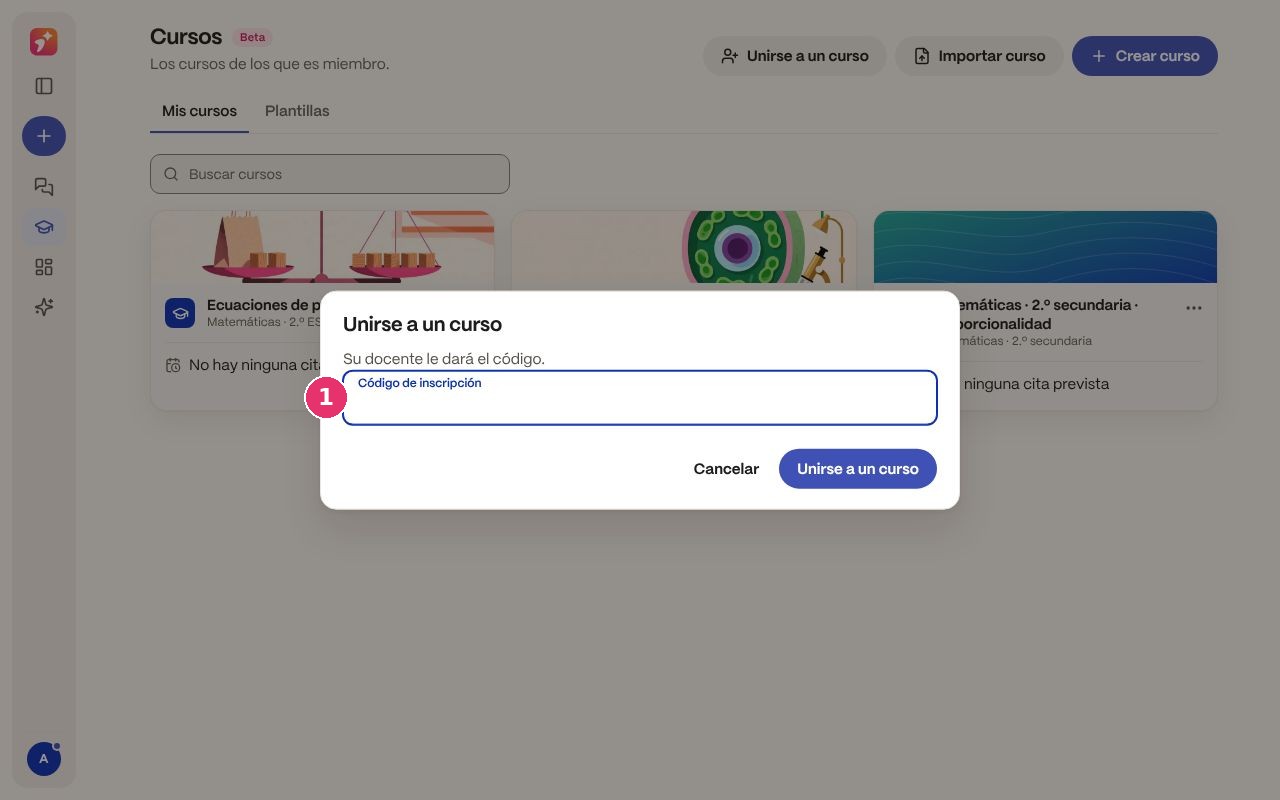 Cursos
Beta
Los cursos de los que es miembro.
Unirse a un curso
Importar curso
Crear curso
Mis cursos
Plantillas
Buscar cursos
Ecuaciones de p
Matemáticas · 2.º ES
No hay ninguna cit
emáticas · 2.º secundaria ·
porcionalidad
máticas · 2.º secundaria
ninguna cita prevista
Unirse a un curso
Su docente le dará el código.
1
Código de inscripción
Cancelar
Unirse a un curso
A